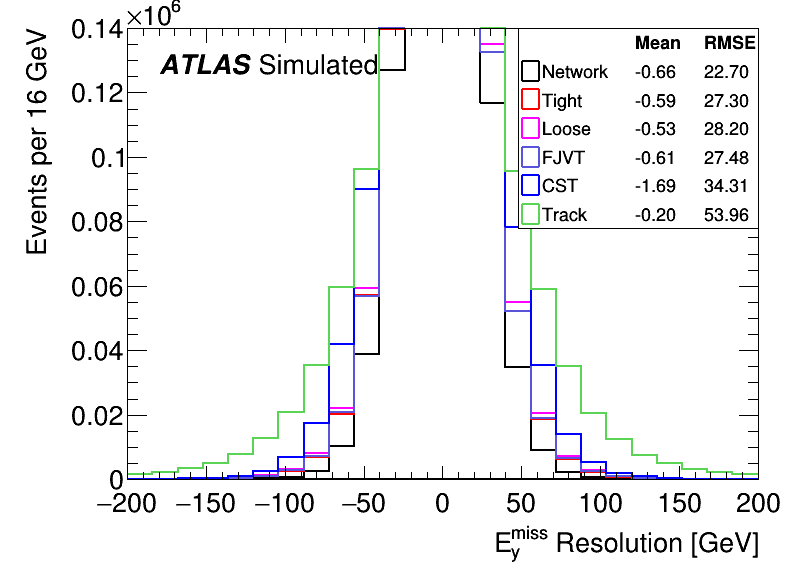 ×10⁶
Events per 16 GeV
0.14
0.12
0.1
0.08
0.06
0.04
0.02
0
ATLAS Simulated
Mean RMSE
Network -0.66 22.70
Tight -0.59 27.30
Loose -0.53 28.20
FJVT -0.61 27.48
CST -1.69 34.31
Track -0.20 53.96
−200 −150 −100 −50 0 50 100 150 200
E_y^miss Resolution [GeV]